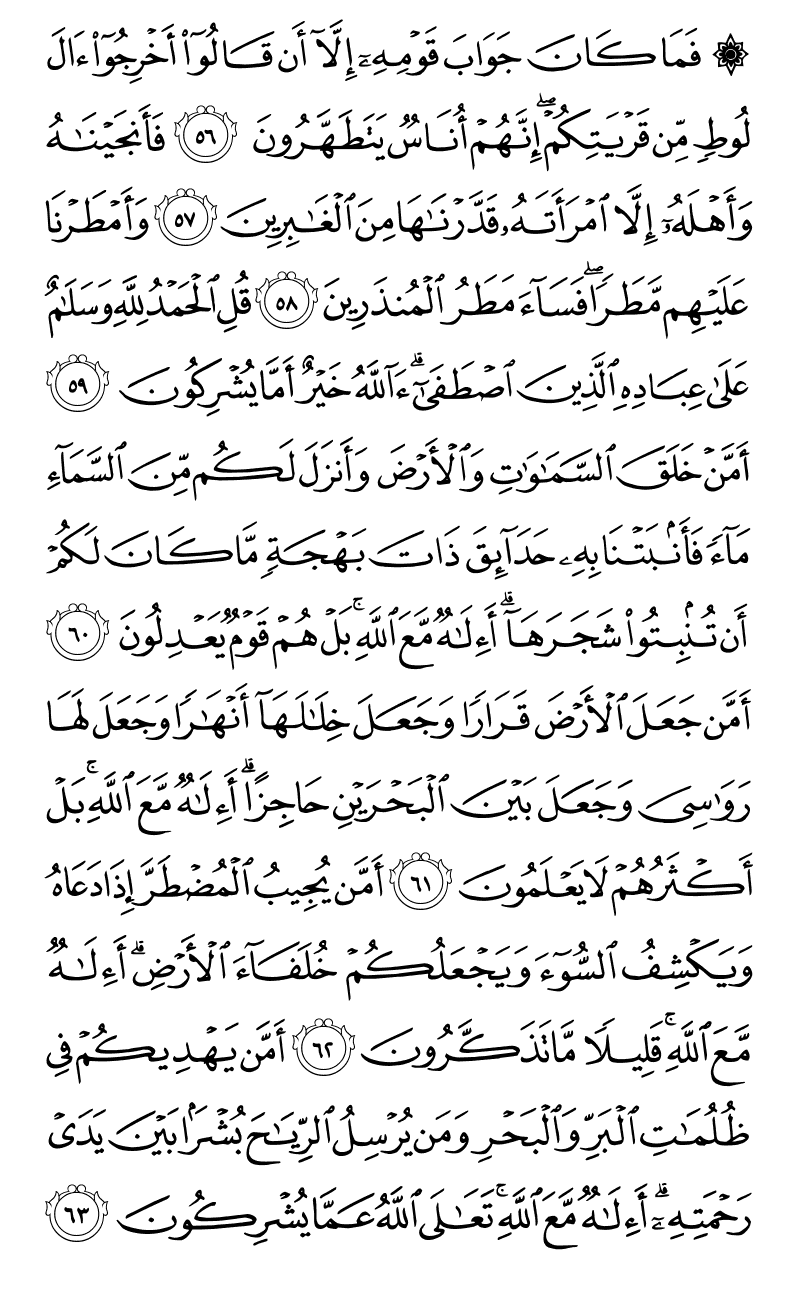 ۞ فَمَا كَانَ جَوَابَ قَوْمِهِۦٓ إِلَّآ أَن قَالُوٓا۟ أَخْرِجُوٓا۟ ءَالَ
لُوطٍ مِّن قَرْيَتِكُمْ ۖ إِنَّهُمْ أُنَاسٌ يَتَطَهَّرُونَ ٥٦ فَأَنجَيْنَـٰهُ
وَأَهْلَهُۥٓ إِلَّا ٱمْرَأَتَهُۥ قَدَّرْنَـٰهَا مِنَ ٱلْغَـٰبِرِينَ ٥٧ وَأَمْطَرْنَا
عَلَيْهِم مَّطَرًا ۖ فَسَآءَ مَطَرُ ٱلْمُنذَرِينَ ٥٨ قُلِ ٱلْحَمْدُ لِلَّهِ وَسَلَـٰمٌ
عَلَىٰ عِبَادِهِ ٱلَّذِينَ ٱصْطَفَىٰٓ ۗ ءَآللَّهُ خَيْرٌ أَمَّا يُشْرِكُونَ ٥٩
أَمَّنْ خَلَقَ ٱلسَّمَـٰوَٰتِ وَٱلْأَرْضَ وَأَنزَلَ لَكُم مِّنَ ٱلسَّمَآءِ
مَآءً فَأَنۢبَتْنَا بِهِۦ حَدَآئِقَ ذَاتَ بَهْجَةٍ مَّا كَانَ لَكُمْ
أَن تُنۢبِتُوا۟ شَجَرَهَآ ۗ أَءِلَـٰهٌ مَّعَ ٱللَّهِ ۚ بَلْ هُمْ قَوْمٌ يَعْدِلُونَ ٦٠
أَمَّن جَعَلَ ٱلْأَرْضَ قَرَارًا وَجَعَلَ خِلَـٰلَهَآ أَنْهَـٰرًا وَجَعَلَ لَهَا
رَوَٰسِىَ وَجَعَلَ بَيْنَ ٱلْبَحْرَيْنِ حَاجِزًا ۗ أَءِلَـٰهٌ مَّعَ ٱللَّهِ ۚ بَلْ
أَكْثَرُهُمْ لَا يَعْلَمُونَ ٦١ أَمَّن يُجِيبُ ٱلْمُضْطَرَّ إِذَا دَعَاهُ
وَيَكْشِفُ ٱلسُّوٓءَ وَيَجْعَلُكُمْ خُلَفَآءَ ٱلْأَرْضِ ۗ أَءِلَـٰهٌ
مَّعَ ٱللَّهِ ۚ قَلِيلًا مَّا تَذَكَّرُونَ ٦٢ أَمَّن يَهْدِيكُمْ فِى
ظُلُمَـٰتِ ٱلْبَرِّ وَٱلْبَحْرِ وَمَن يُرْسِلُ ٱلرِّيَـٰحَ بُشْرًۢا بَيْنَ يَدَىْ
رَحْمَتِهِۦٓ ۗ أَءِلَـٰهٌ مَّعَ ٱللَّهِ ۚ تَعَـٰلَى ٱللَّهُ عَمَّا يُشْرِكُونَ ٦٣